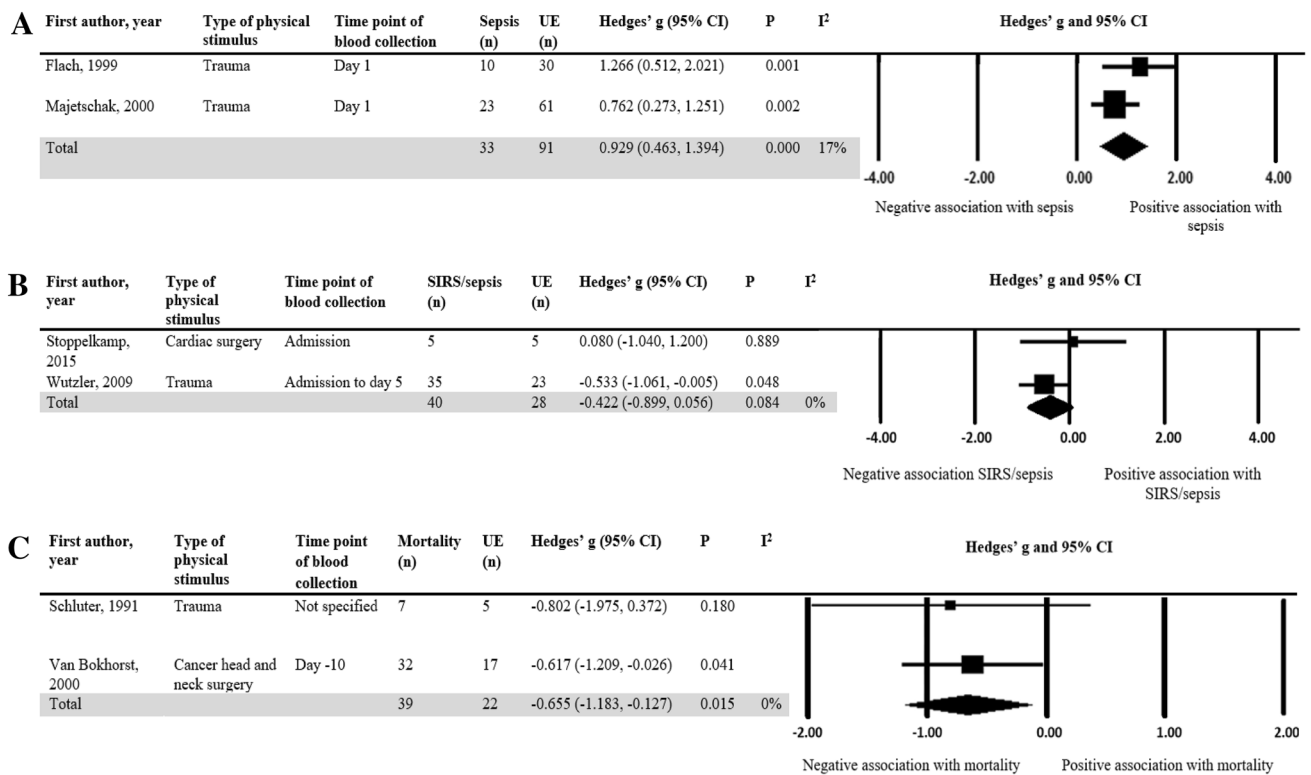 A
First author, year Type of physical stimulus Time point of blood collection Sepsis (n) UE (n) Hedges' g (95% CI) P I² Hedges' g and 95% CI
Flach, 1999 Trauma Day 1 10 30 1.266 (0.512, 2.021) 0.001
Majetschak, 2000 Trauma Day 1 23 61 0.762 (0.273, 1.251) 0.002
Total 33 91 0.929 (0.463, 1.394) 0.000 17%
-4.00 -2.00 0.00 2.00 4.00
Negative association with sepsis Positive association with sepsis
B
First author, year Type of physical stimulus Time point of blood collection SIRS/sepsis (n) UE (n) Hedges' g (95% CI) P I² Hedges' g and 95% CI
Stoppelkamp, 2015 Cardiac surgery Admission 5 5 0.080 (-1.040, 1.200) 0.889
Wutzler, 2009 Trauma Admission to day 5 35 23 -0.533 (-1.061, -0.005) 0.048
Total 40 28 -0.422 (-0.899, 0.056) 0.084 0%
-4.00 -2.00 0.00 2.00 4.00
Negative association SIRS/sepsis Positive association with SIRS/sepsis
C
First author, year Type of physical stimulus Time point of blood collection Mortality (n) UE (n) Hedges' g (95% CI) P I² Hedges' g and 95% CI
Schluter, 1991 Trauma Not specified 7 5 -0.802 (-1.975, 0.372) 0.180
Van Bokhorst, 2000 Cancer head and neck surgery Day -10 32 17 -0.617 (-1.209, -0.026) 0.041
Total 39 22 -0.655 (-1.183, -0.127) 0.015 0%
-2.00 -1.00 0.00 1.00 2.00
Negative association with mortality Positive association with mortality